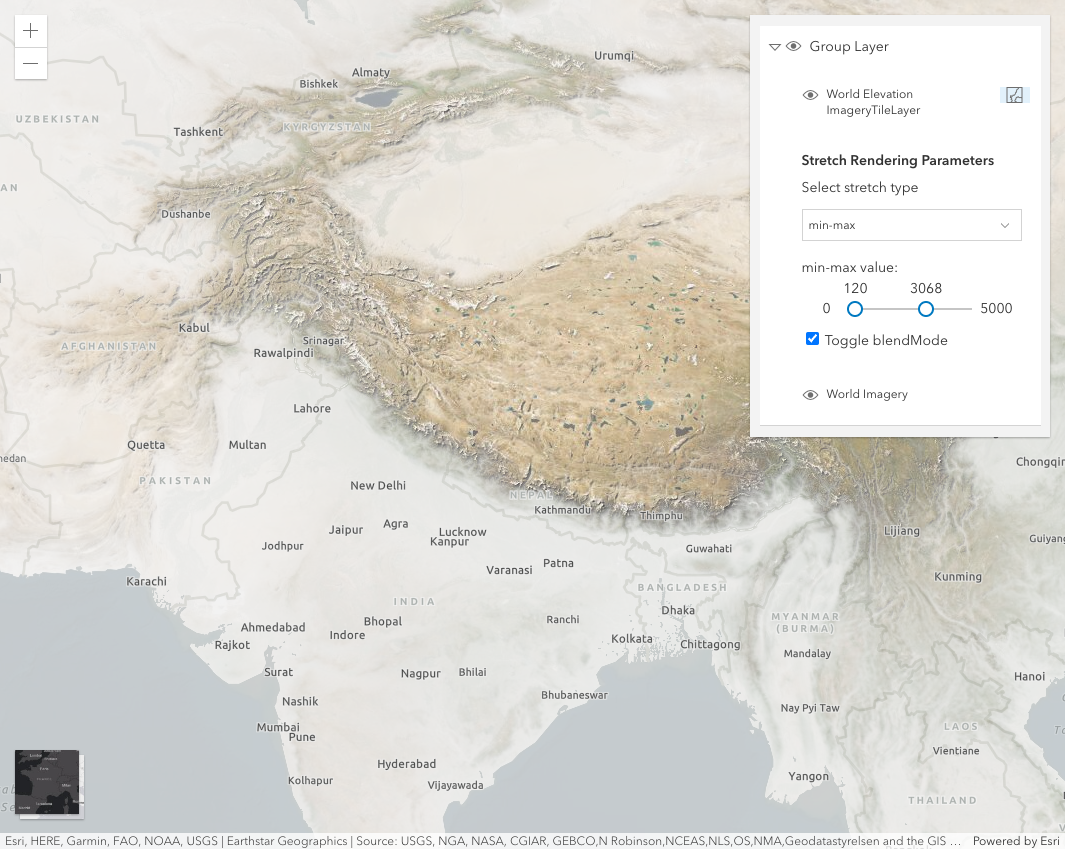 Group Layer
World Elevation
ImageryTileLayer
Stretch Rendering Parameters
Select stretch type
min-max
min-max value:
120 3068
0 5000
Toggle blendMode
World Imagery
Urumqi
Almaty
Bishkek
UZBEKISTAN
KYRGYZSTAN
Tashkent
AN
Dushanbe
Kabul
Srinagar
AFGHANISTAN
Rawalpindi
Lahore
Quetta
Multan
Chongqin
PAKISTAN
New Delhi
NEPAL
Kathmandu
Thimphu
Agra
Jaipur
Lucknow
Kanpur
Lijiang
Guiyang
Jodhpur
Guwahati
Patna
Varanasi
Kunming
Karachi
BANGLADESH
INDIA
Dhaka
Ranchi
Bhopal
MYANMAR
(BURMA)
Ahmedabad
Indore
Kolkata
Rajkot
Chittagong
Mandalay
Surat
Nagpur
Bhilai
Hanoi
Bhubaneswar
Nashik
Nay Pyi Taw
Mumbai
Pune
LAOS
Vientiane
Hyderabad
Yangon
Kolhapur
Vijayawada
THAILAND
Esri, HERE, Garmin, FAO, NOAA, USGS | Earthstar Geographics | Source: USGS, NGA, NASA, CGIAR, GEBCO,N Robinson,NCEAS,NLS,OS,NMA,Geodatastyrelsen and the GIS … Powered by Esri